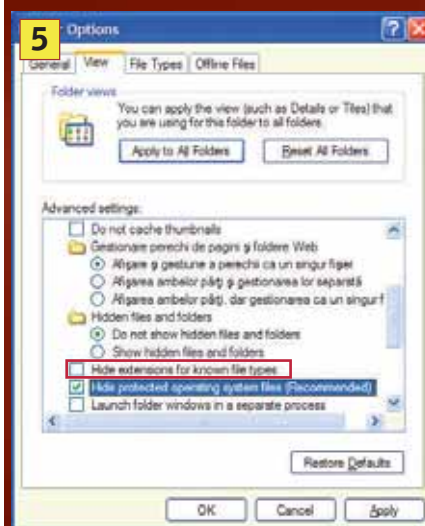 5
Options
General View File Types Offline Files
Folder views
You can apply the view (such as Details or Tiles) that
you are using for this folder to all folders.
Apply to All Folders Reset All Folders
Advanced settings:
Do not cache thumbnails
Gestionare perechi de pagini şi foldere Web
Afişare şi gestiune a perechii ca un singur fişier
Afişarea ambelor părţi şi gestionarea lor separată
Afişarea ambelor părţi, dar gestionarea ca un singur f
Hidden files and folders
Do not show hidden files and folders
Show hidden files and folders
Hide extensions for known file types
Hide protected operating system files (Recommended)
Launch folder windows in a separate process
Restore Defaults
OK Cancel Apply